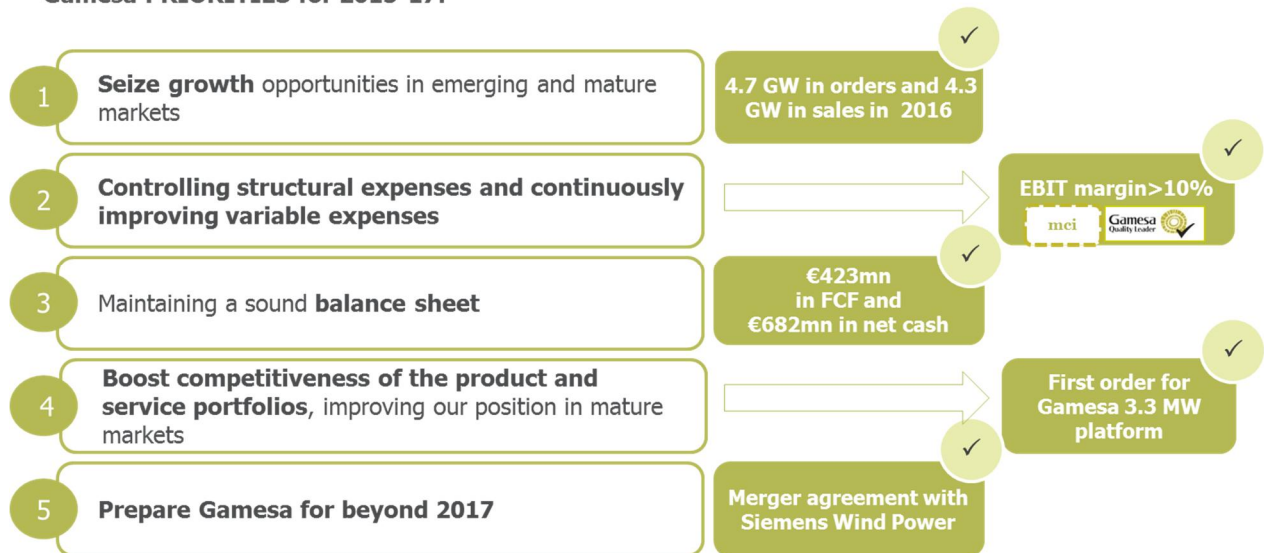 1
Seize growth opportunities in emerging and mature
markets
4.7 GW in orders and 4.3
GW in sales in 2016
2
Controlling structural expenses and continuously
improving variable expenses
EBIT margin>10%
mci
Gamesa
Quality Leader
3
Maintaining a sound balance sheet
€423mn
in FCF and
€682mn in net cash
4
Boost competitiveness of the product and
service portfolios, improving our position in mature
markets
First order for
Gamesa 3.3 MW
platform
5
Prepare Gamesa for beyond 2017
Merger agreement with
Siemens Wind Power